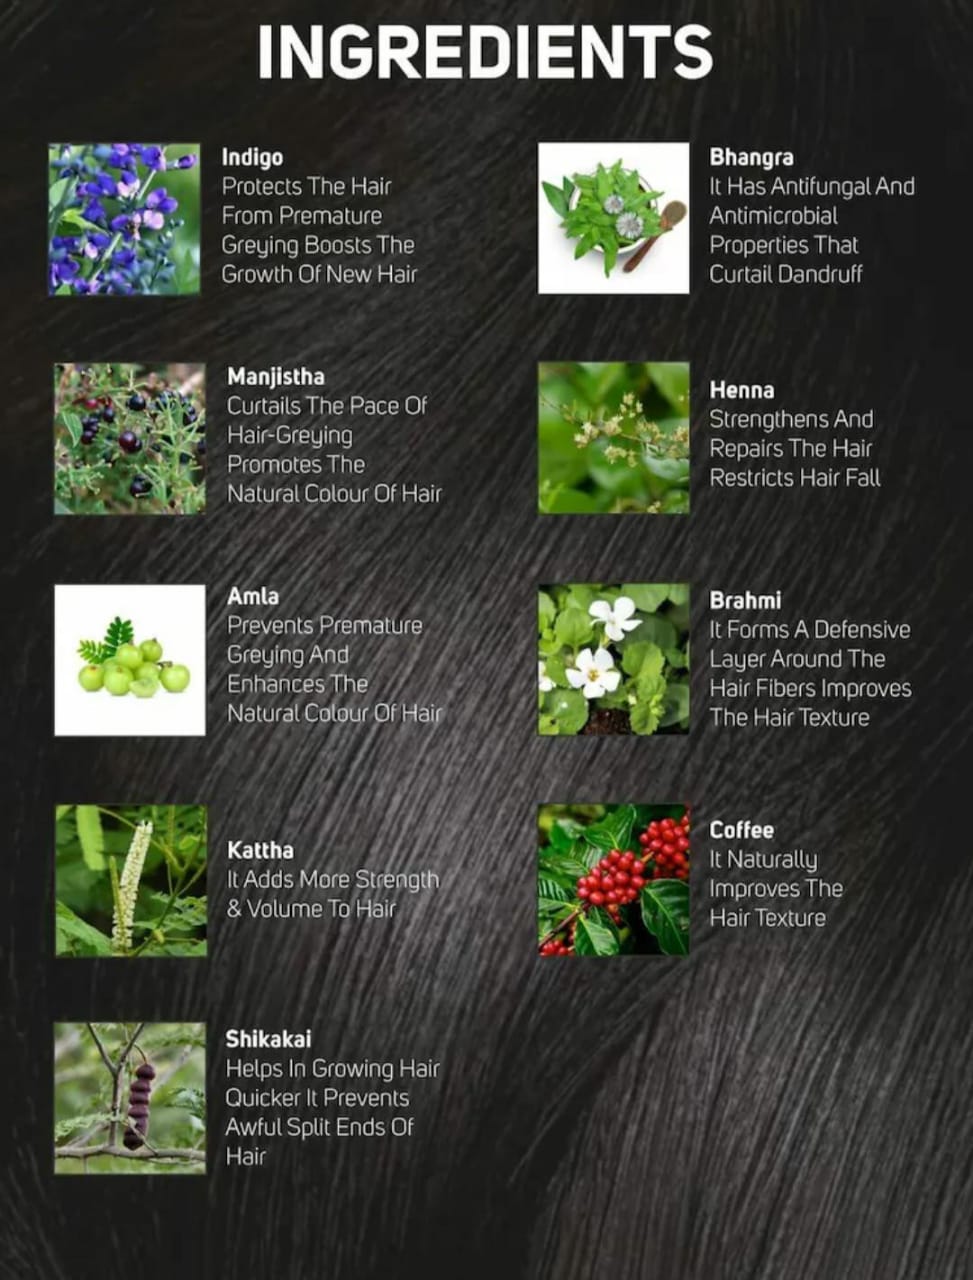 INGREDIENTS
Indigo
Protects The Hair
From Premature
Greying Boosts The
Growth Of New Hair
Bhangra
It Has Antifungal And
Antimicrobial
Properties That
Curtail Dandruff
Manjistha
Curtails The Pace Of
Hair-Greying
Promotes The
Natural Colour Of Hair
Henna
Strengthens And
Repairs The Hair
Restricts Hair Fall
Amla
Prevents Premature
Greying And
Enhances The
Natural Colour Of Hair
Brahmi
It Forms A Defensive
Layer Around The
Hair Fibers Improves
The Hair Texture
Kattha
It Adds More Strength
& Volume To Hair
Coffee
It Naturally
Improves The
Hair Texture
Shikakai
Helps In Growing Hair
Quicker It Prevents
Awful Split Ends Of
Hair